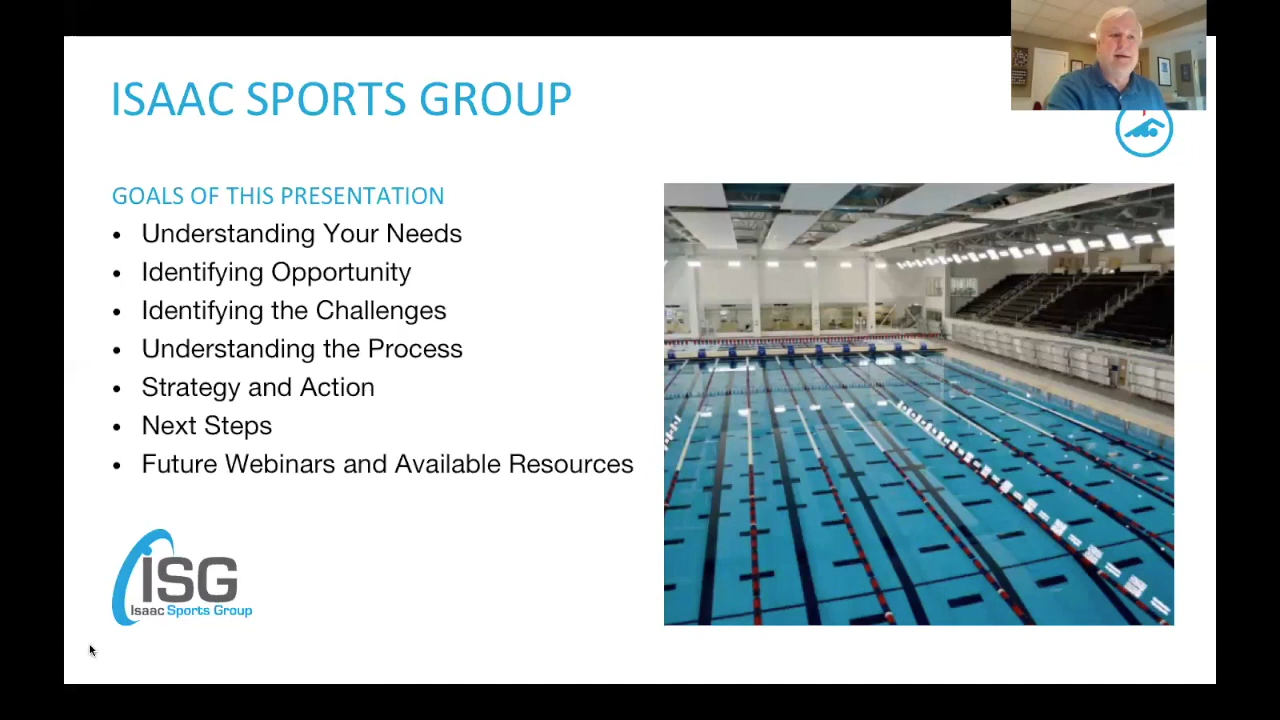 ISAAC SPORTS GROUP
GOALS OF THIS PRESENTATION
• Understanding Your Needs
• Identifying Opportunity
• Identifying the Challenges
• Understanding the Process
• Strategy and Action
• Next Steps
• Future Webinars and Available Resources
ISG
Isaac Sports Group